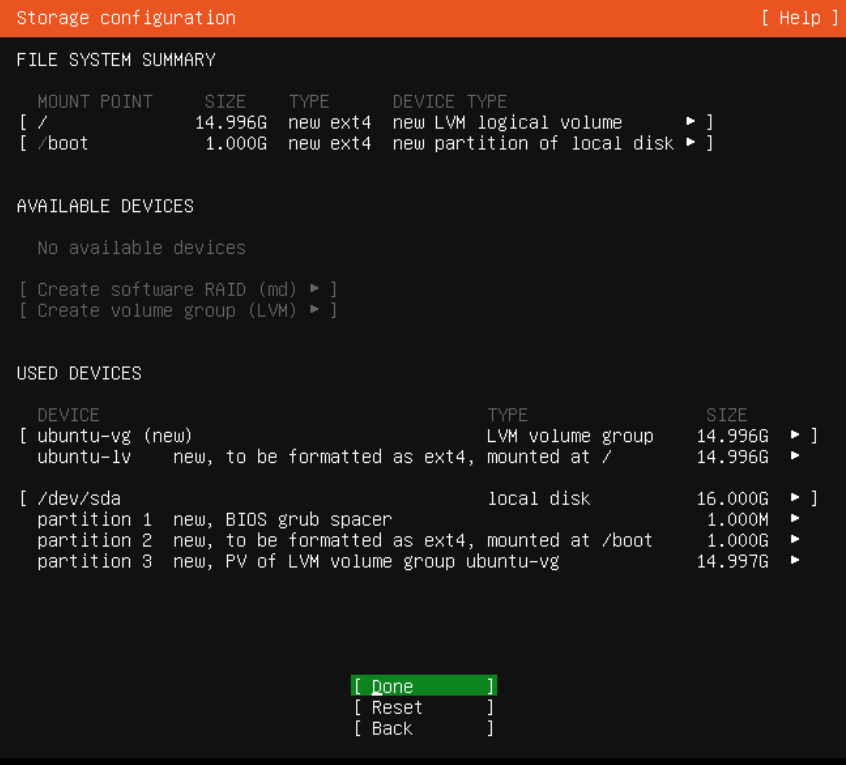 Storage configuration [ Help ]
FILE SYSTEM SUMMARY
MOUNT POINT SIZE TYPE DEVICE TYPE
[ / 14.996G new ext4 new LVM logical volume ▸ ]
[ /boot 1.000G new ext4 new partition of local disk ▸ ]
AVAILABLE DEVICES
No available devices
[ Create software RAID (md) ▸ ]
[ Create volume group (LVM) ▸ ]
USED DEVICES
DEVICE TYPE SIZE
[ ubuntu-vg (new) LVM volume group 14.996G ▸ ]
ubuntu-lv new, to be formatted as ext4, mounted at / 14.996G ▸
[ /dev/sda local disk 16.000G ▸ ]
partition 1 new, BIOS grub spacer 1.000M ▸
partition 2 new, to be formatted as ext4, mounted at /boot 1.000G ▸
partition 3 new, PV of LVM volume group ubuntu-vg 14.997G ▸
[ Done ]
[ Reset ]
[ Back ]